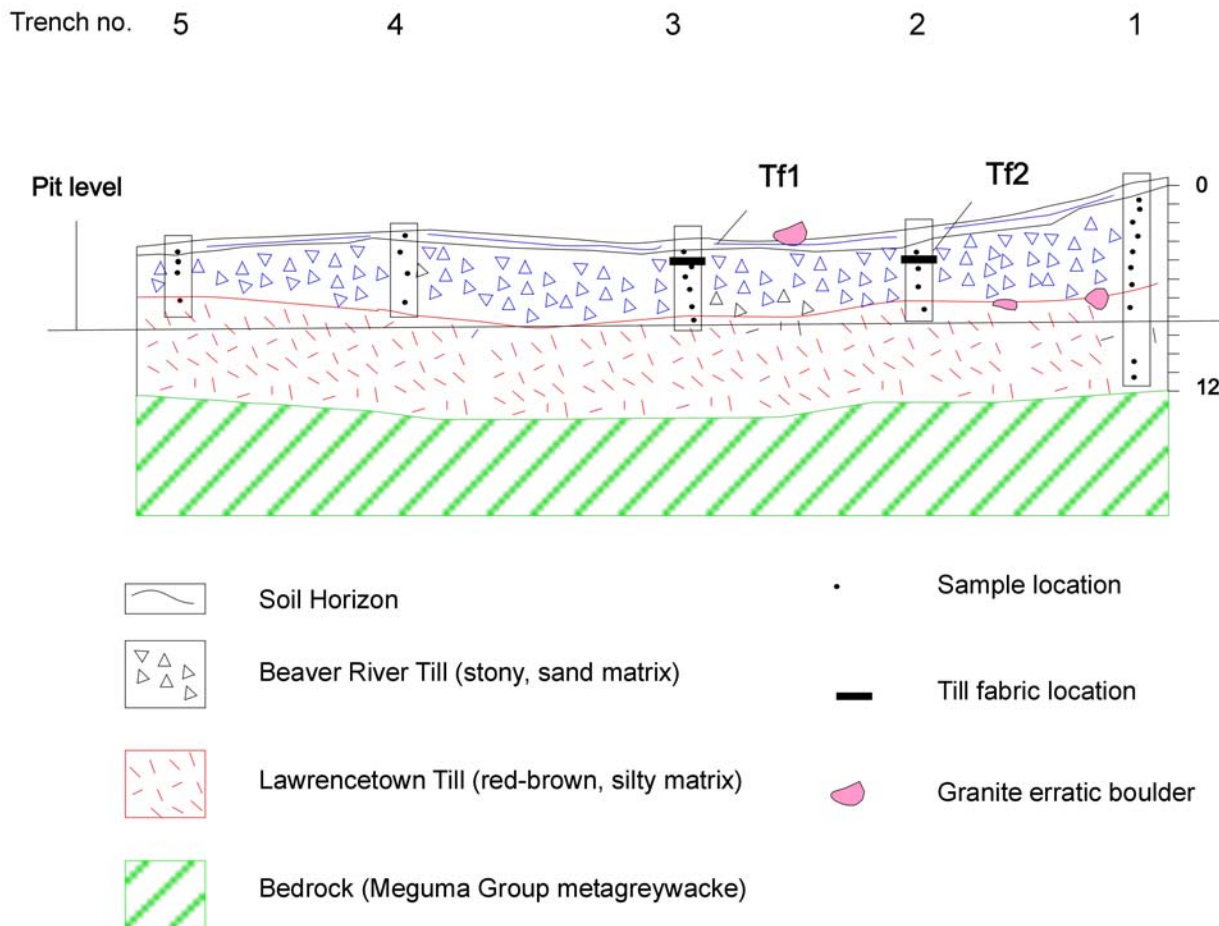 Trench no. 5 4 3 2 1
Tf1 Tf2
Pit level
0
12
Soil Horizon
Sample location
Beaver River Till (stony, sand matrix)
Till fabric location
Lawrencetown Till (red-brown, silty matrix)
Granite erratic boulder
Bedrock (Meguma Group metagreywacke)